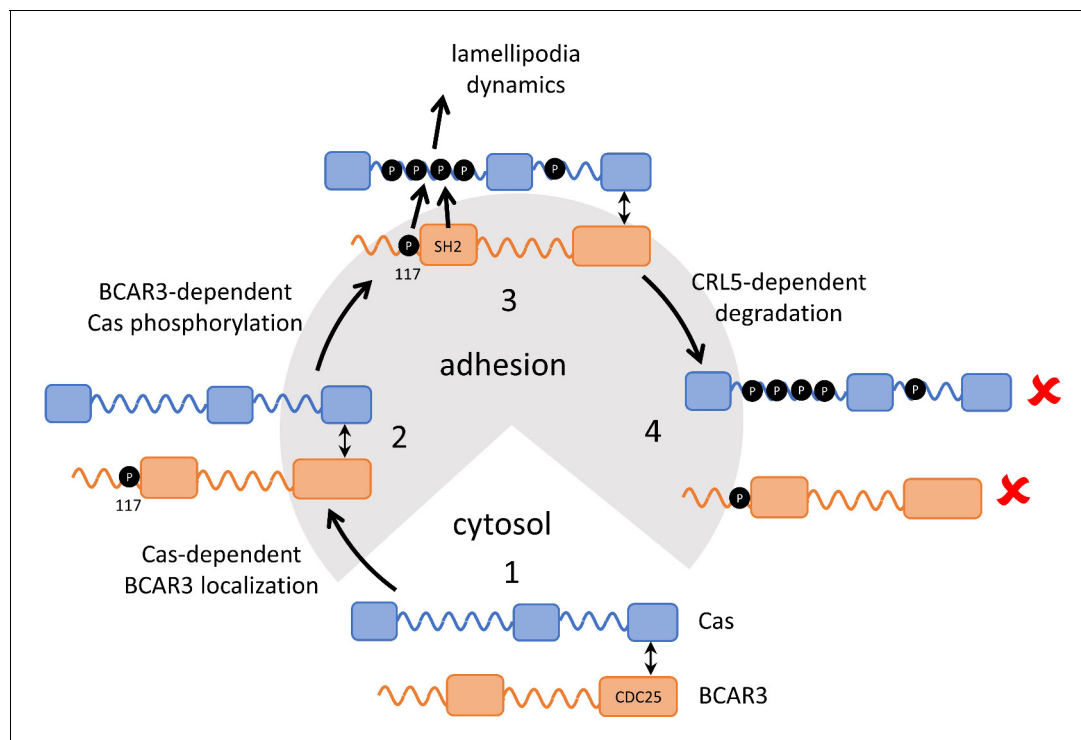 lamellipodia
dynamics
P P P P P
P SH2
117
3
BCAR3-dependent
Cas phosphorylation
CRL5-dependent
degradation
adhesion
2
4
P P P P P
P
117
P
cytosol
1
Cas-dependent
BCAR3 localization
Cas
CDC25 BCAR3